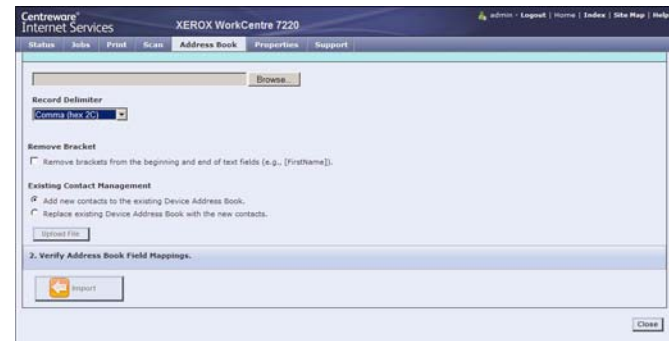 Centreware®
Internet Services
XEROX WorkCentre 7220
admin - Logout | Home | Index | Site Map | Help
Status Jobs Print Scan Address Book Properties Support
Browse...
Record Delimiter
Comma (hex 2C)
Remove Bracket
Remove brackets from the beginning and end of text fields (e.g., [FirstName]).
Existing Contact Management
Add new contacts to the existing Device Address Book.
Replace existing Device Address Book with the new contacts.
Upload File
2. Verify Address Book Field Mappings.
Import
Close